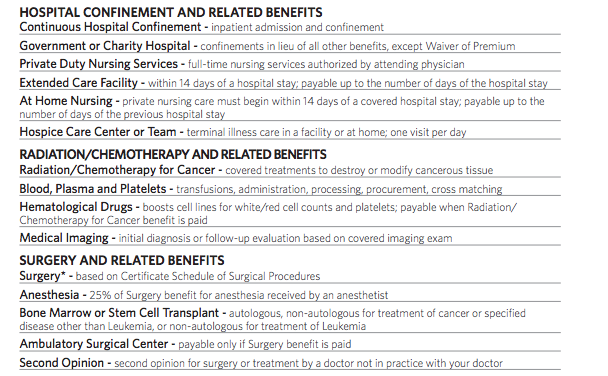 HOSPITAL CONFINEMENT AND RELATED BENEFITS
Continuous Hospital Confinement - inpatient admission and confinement
Government or Charity Hospital - confinements in lieu of all other benefits, except Waiver of Premium
Private Duty Nursing Services - full-time nursing services authorized by attending physician
Extended Care Facility - within 14 days of a hospital stay; payable up to the number of days of the hospital stay
At Home Nursing - private nursing care must begin within 14 days of a covered hospital stay; payable up to the
number of days of the previous hospital stay
Hospice Care Center or Team - terminal illness care in a facility or at home; one visit per day
RADIATION/CHEMOTHERAPY AND RELATED BENEFITS
Radiation/Chemotherapy for Cancer - covered treatments to destroy or modify cancerous tissue
Blood, Plasma and Platelets - transfusions, administration, processing, procurement, cross matching
Hematological Drugs - boosts cell lines for white/red cell counts and platelets; payable when Radiation/
Chemotherapy for Cancer benefit is paid
Medical Imaging - initial diagnosis or follow-up evaluation based on covered imaging exam
SURGERY AND RELATED BENEFITS
Surgery* - based on Certificate Schedule of Surgical Procedures
Anesthesia - 25% of Surgery benefit for anesthesia received by an anesthetist
Bone Marrow or Stem Cell Transplant - autologous, non-autologous for treatment of cancer or specified
disease other than Leukemia, or non-autologous for treatment of Leukemia
Ambulatory Surgical Center - payable only if Surgery benefit is paid
Second Opinion - second opinion for surgery or treatment by a doctor not in practice with your doctor